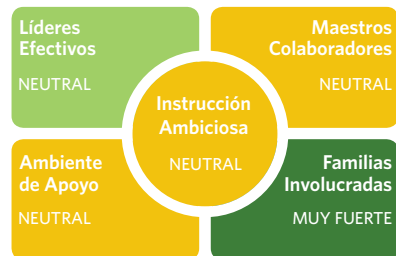 Líderes
Efectivos
NEUTRAL
Maestros
Colaboradores
NEUTRAL
Instrucción
Ambiciosa
NEUTRAL
Ambiente
de Apoyo
NEUTRAL
Familias
Involucradas
MUY FUERTE